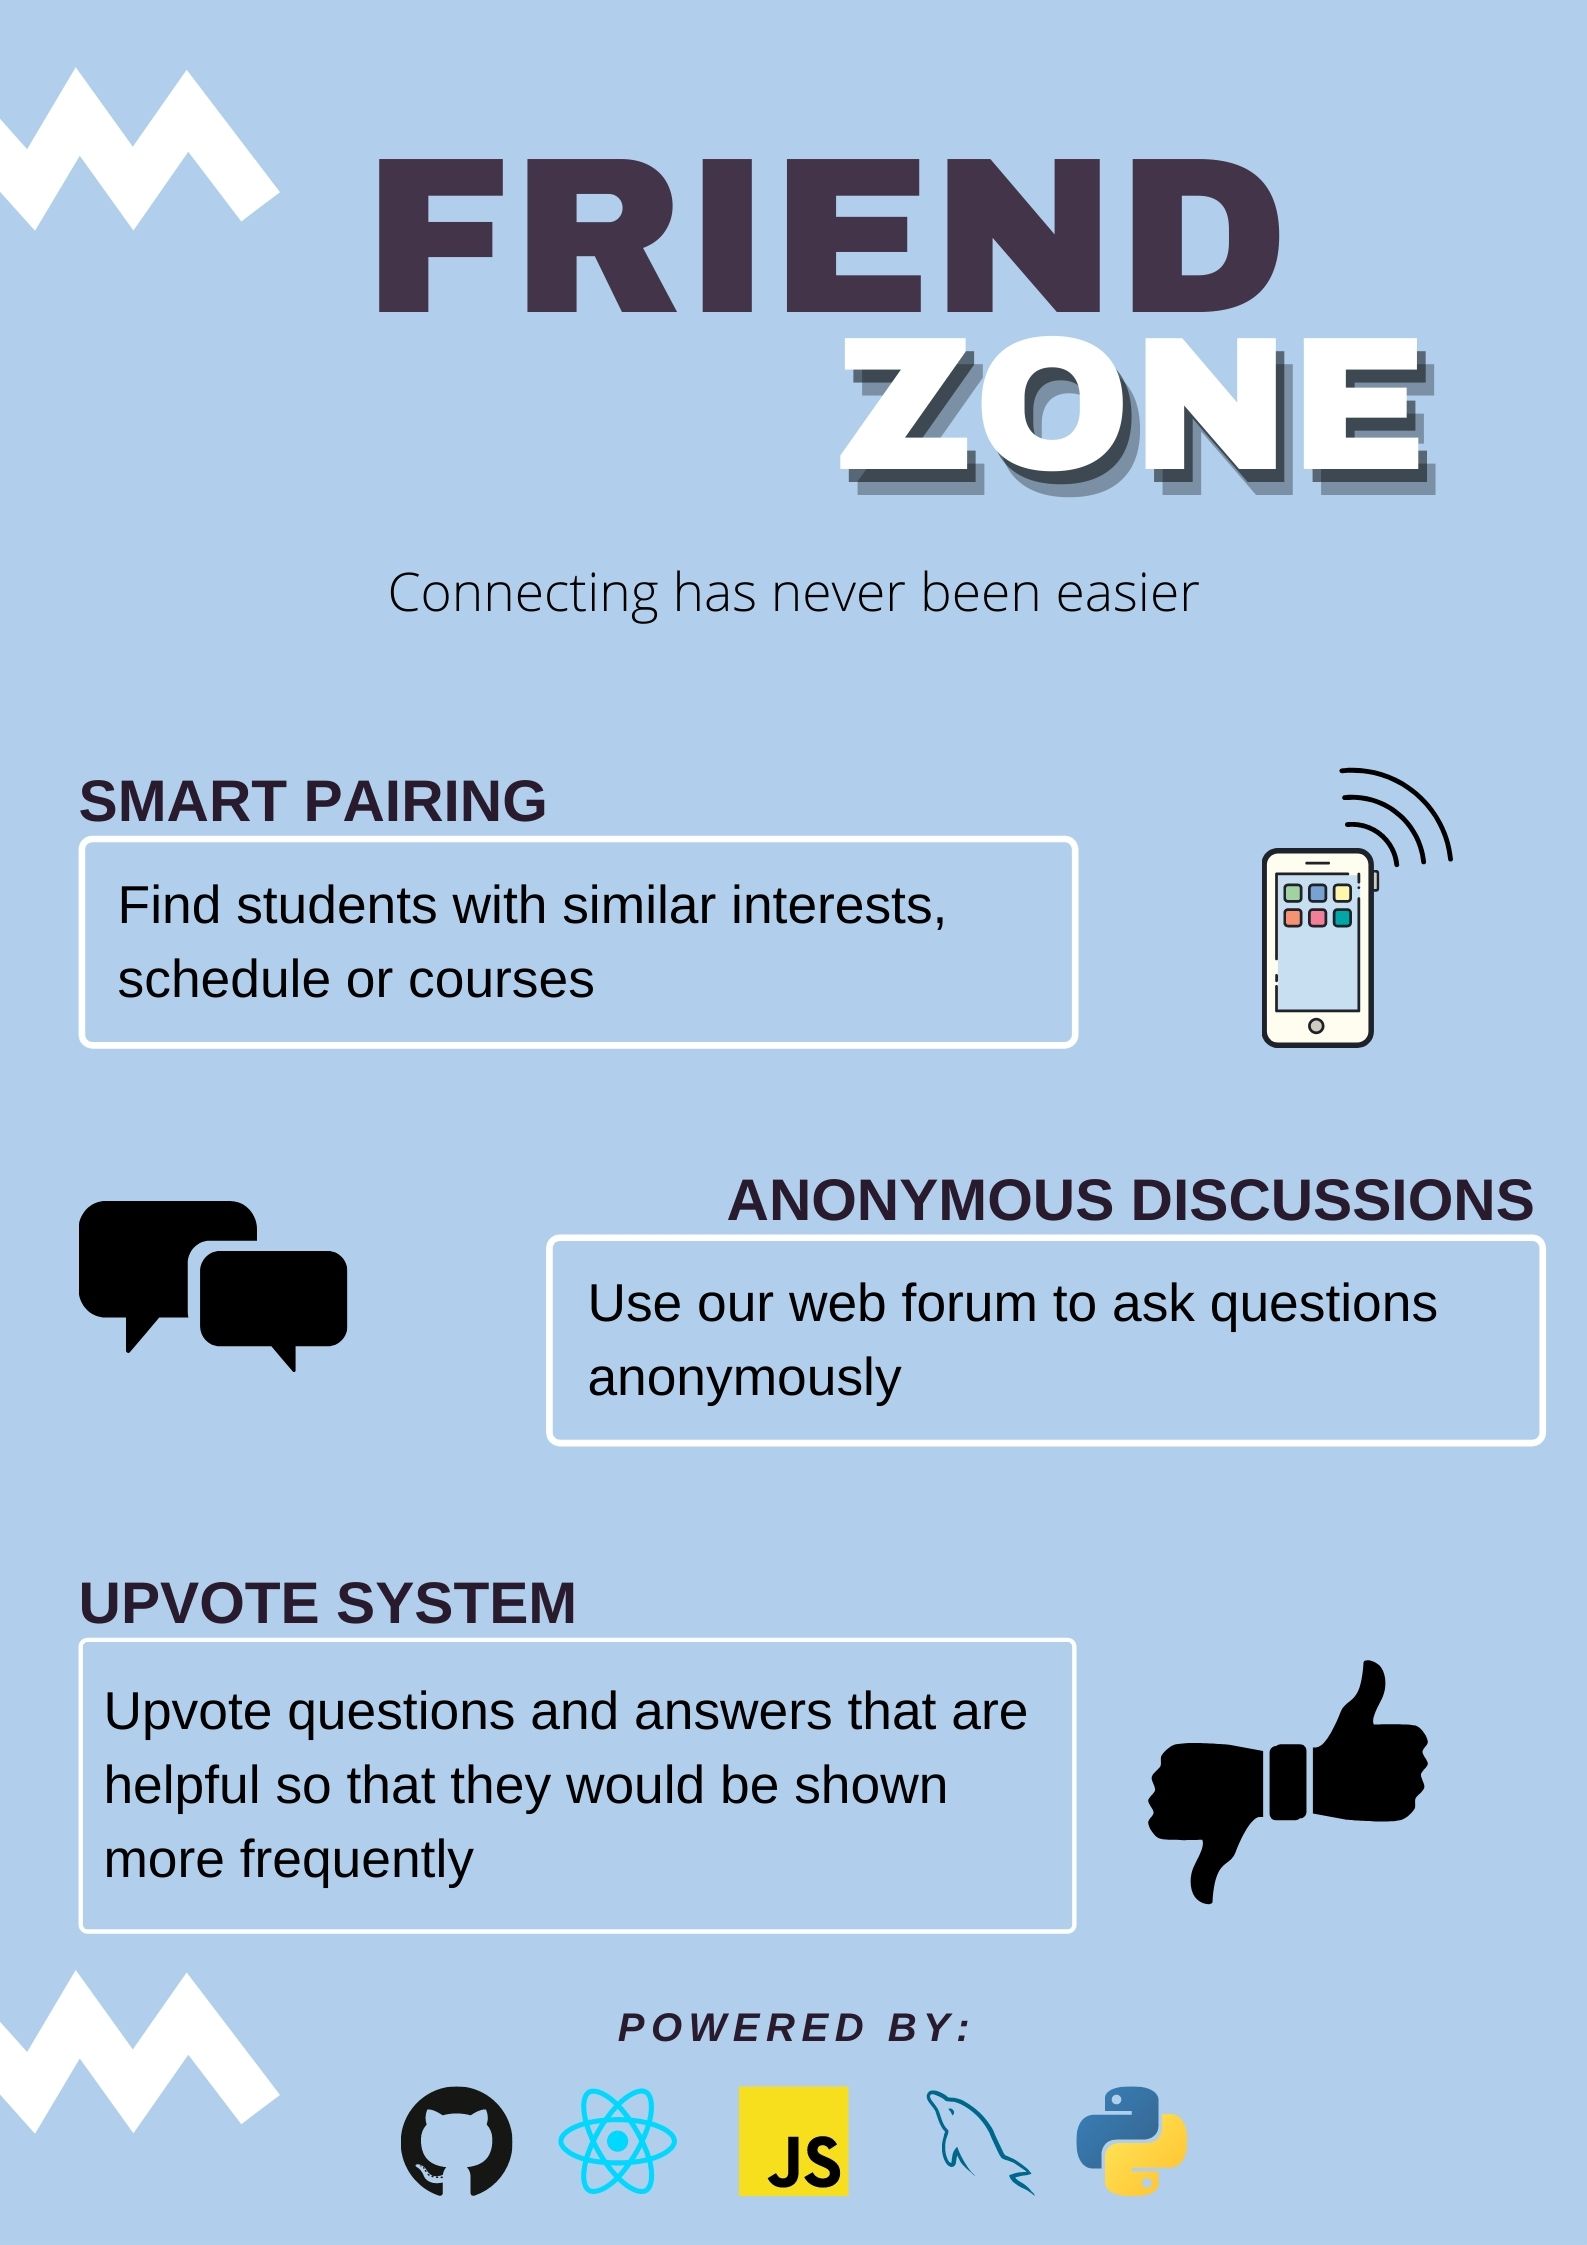 FRIEND
ZONE
Connecting has never been easier
SMART PAIRING
Find students with similar interests,
schedule or courses
ANONYMOUS DISCUSSIONS
Use our web forum to ask questions
anonymously
UPVOTE SYSTEM
Upvote questions and answers that are
helpful so that they would be shown
more frequently
POWERED BY:
JS